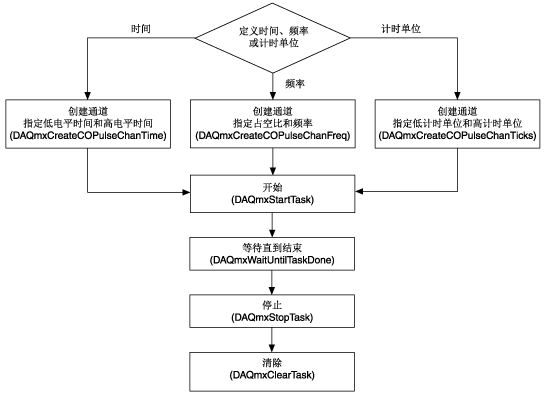 定义时间、频率
或计时单位
时间
计时单位
频率
创建通道
指定低电平时间和高电平时间
(DAQmxCreateCOPulseChanTime)
创建通道
指定占空比和频率
(DAQmxCreateCOPulseChanFreq)
创建通道
指定低计时单位和高计时单位
(DAQmxCreateCOPulseChanTicks)
开始
(DAQmxStartTask)
等待直到结束
(DAQmxWaitUntilTaskDone)
停止
(DAQmxStopTask)
清除
(DAQmxClearTask)